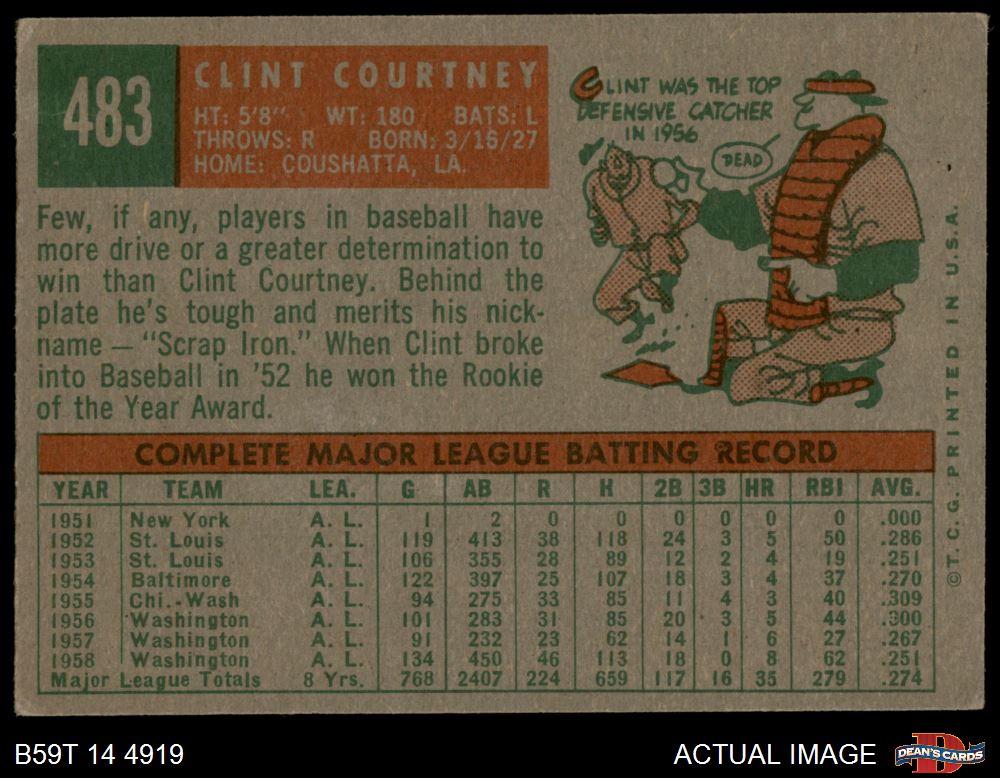 483
CLINT COURTNEY
HT: 5'8" WT: 180 BATS: L
THROWS: R BORN: 3/16/27
HOME: COUSHATTA, LA.
CLINT WAS THE TOP
DEFENSIVE CATCHER
IN 1956
DEAD
Few, if any, players in baseball have
more drive or a greater determination to
win than Clint Courtney. Behind the
plate he's tough and merits his nick-
name — "Scrap Iron." When Clint broke
into Baseball in '52 he won the Rookie
of the Year Award.
COMPLETE MAJOR LEAGUE BATTING RECORD
YEAR TEAM LEA. G AB R H 2B 3B HR RBI AVG.
1951 New York A. L. 1 2 0 0 0 0 0 0 .000
1952 St. Louis A. L. 119 413 38 118 24 3 5 50 .286
1953 St. Louis A. L. 106 355 28 89 12 2 4 19 .251
1954 Baltimore A. L. 122 397 25 107 18 3 4 37 .270
1955 Chi.-Wash A. L. 94 275 33 85 11 4 3 40 .309
1956 Washington A. L. 101 283 31 85 20 3 5 44 .300
1957 Washington A. L. 91 232 23 62 14 1 6 27 .267
1958 Washington A. L. 134 450 46 113 18 0 8 62 .251
Major League Totals 8 Yrs. 768 2407 224 659 117 16 35 279 .274
©T. C. G. PRINTED IN U.S.A.
B59T 14 4919
ACTUAL IMAGE
DEAN'S CARDS